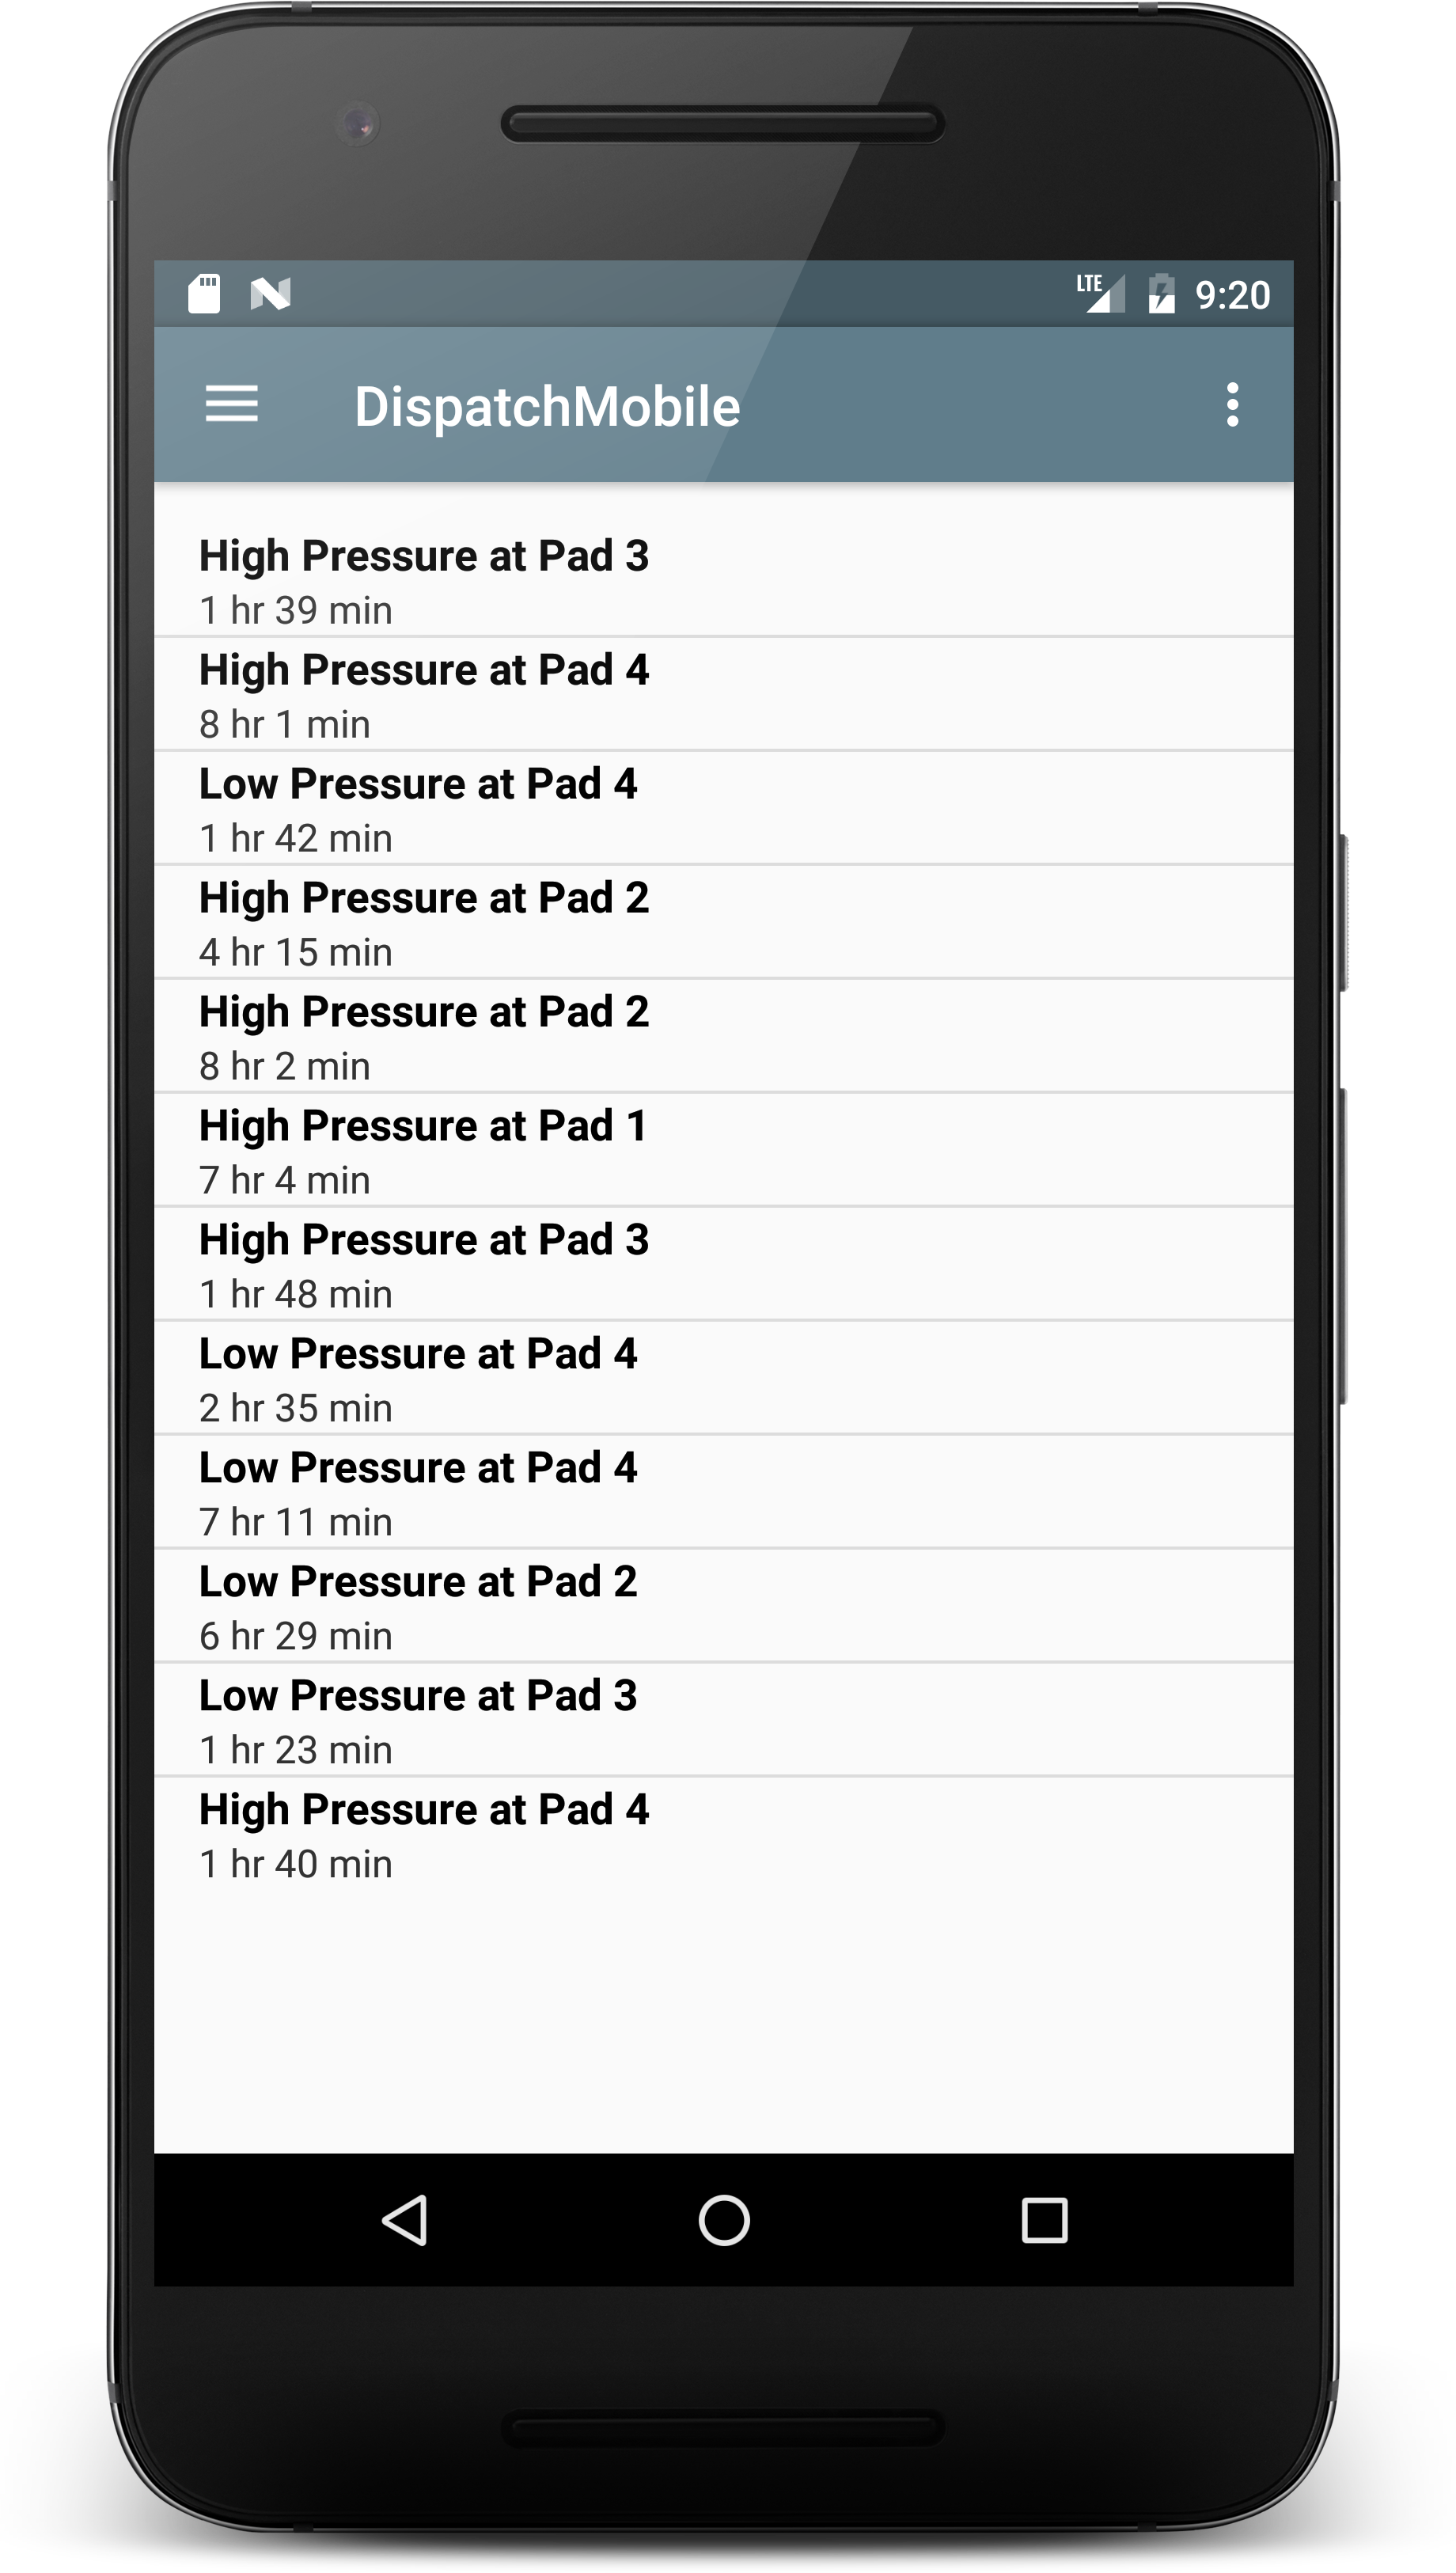 LTE 9:20
DispatchMobile
High Pressure at Pad 3
1 hr 39 min
High Pressure at Pad 4
8 hr 1 min
Low Pressure at Pad 4
1 hr 42 min
High Pressure at Pad 2
4 hr 15 min
High Pressure at Pad 2
8 hr 2 min
High Pressure at Pad 1
7 hr 4 min
High Pressure at Pad 3
1 hr 48 min
Low Pressure at Pad 4
2 hr 35 min
Low Pressure at Pad 4
7 hr 11 min
Low Pressure at Pad 2
6 hr 29 min
Low Pressure at Pad 3
1 hr 23 min
High Pressure at Pad 4
1 hr 40 min